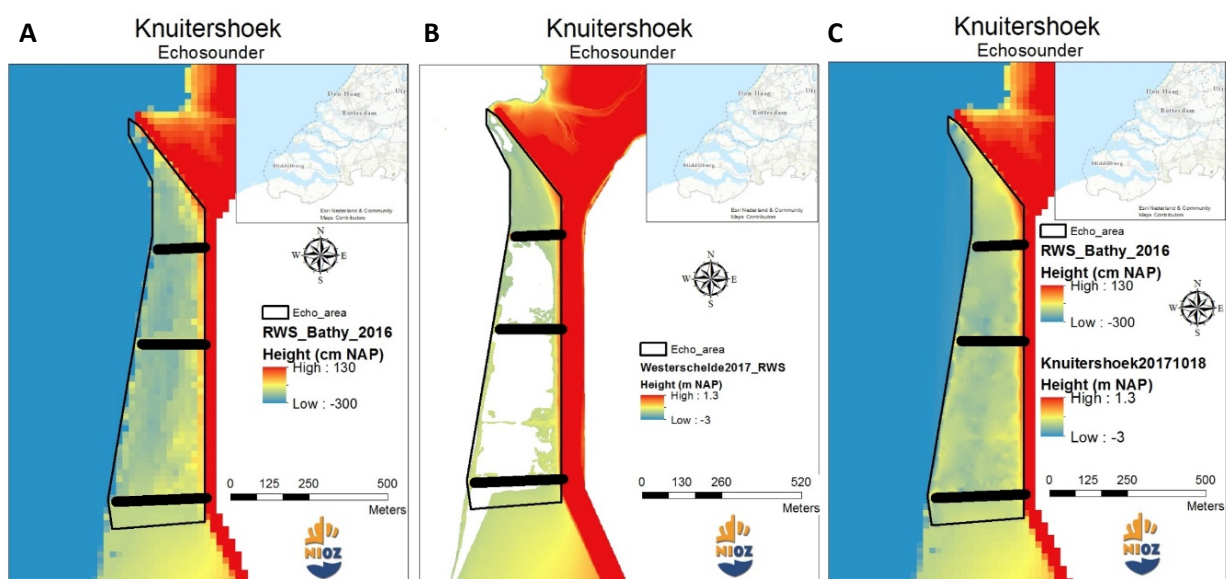 A
Knuitershoek
Echosounder
Den Haag
Rotterdam
Middelburg
Esri Nederland & Community
Maps Contributors
N
W E
S
Echo_area
RWS_Bathy_2016
Height (cm NAP)
High : 130
Low : -300
0 125 250 500
Meters
NIOZ
B
Knuitershoek
Echosounder
Den Haag
Rotterdam
Middelburg
Esri Nederland & Community
Maps Contributors
N
W E
S
Echo_area
Westerschelde2017_RWS
Height (m NAP)
High : 1.3
Low : -3
0 130 260 520
Meters
NIOZ
C
Knuitershoek
Echosounder
Den Haag
Rotterdam
Middelburg
Esri Nederland & Community
Maps Contributors
Echo_area
RWS_Bathy_2016
Height (cm NAP)
High : 130
Low : -300
N
W E
S
Knuitershoek20171018
Height (m NAP)
High : 1.3
Low : -3
0 125 250 500
Meters
NIOZ